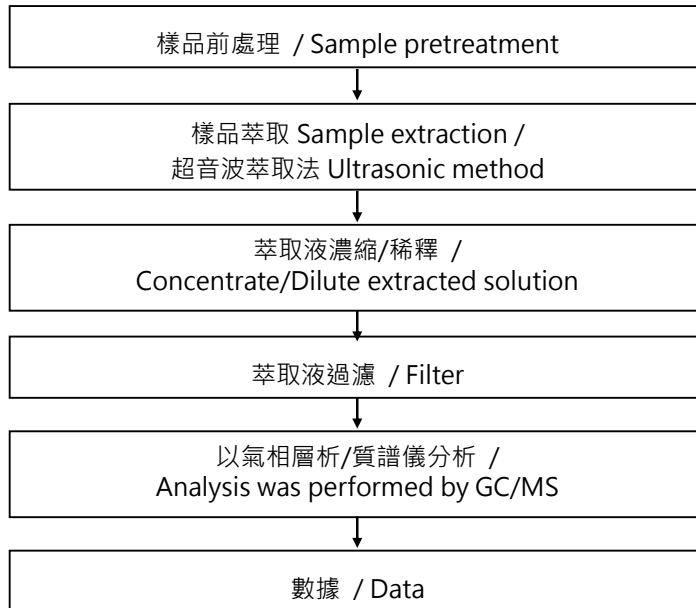 樣品前處理 / Sample pretreatment
樣品萃取 Sample extraction /
超音波萃取法 Ultrasonic method
萃取液濃縮/稀釋 /
Concentrate/Dilute extracted solution
萃取液過濾 / Filter
以氣相層析/質譜儀分析 /
Analysis was performed by GC/MS
數據 / Data